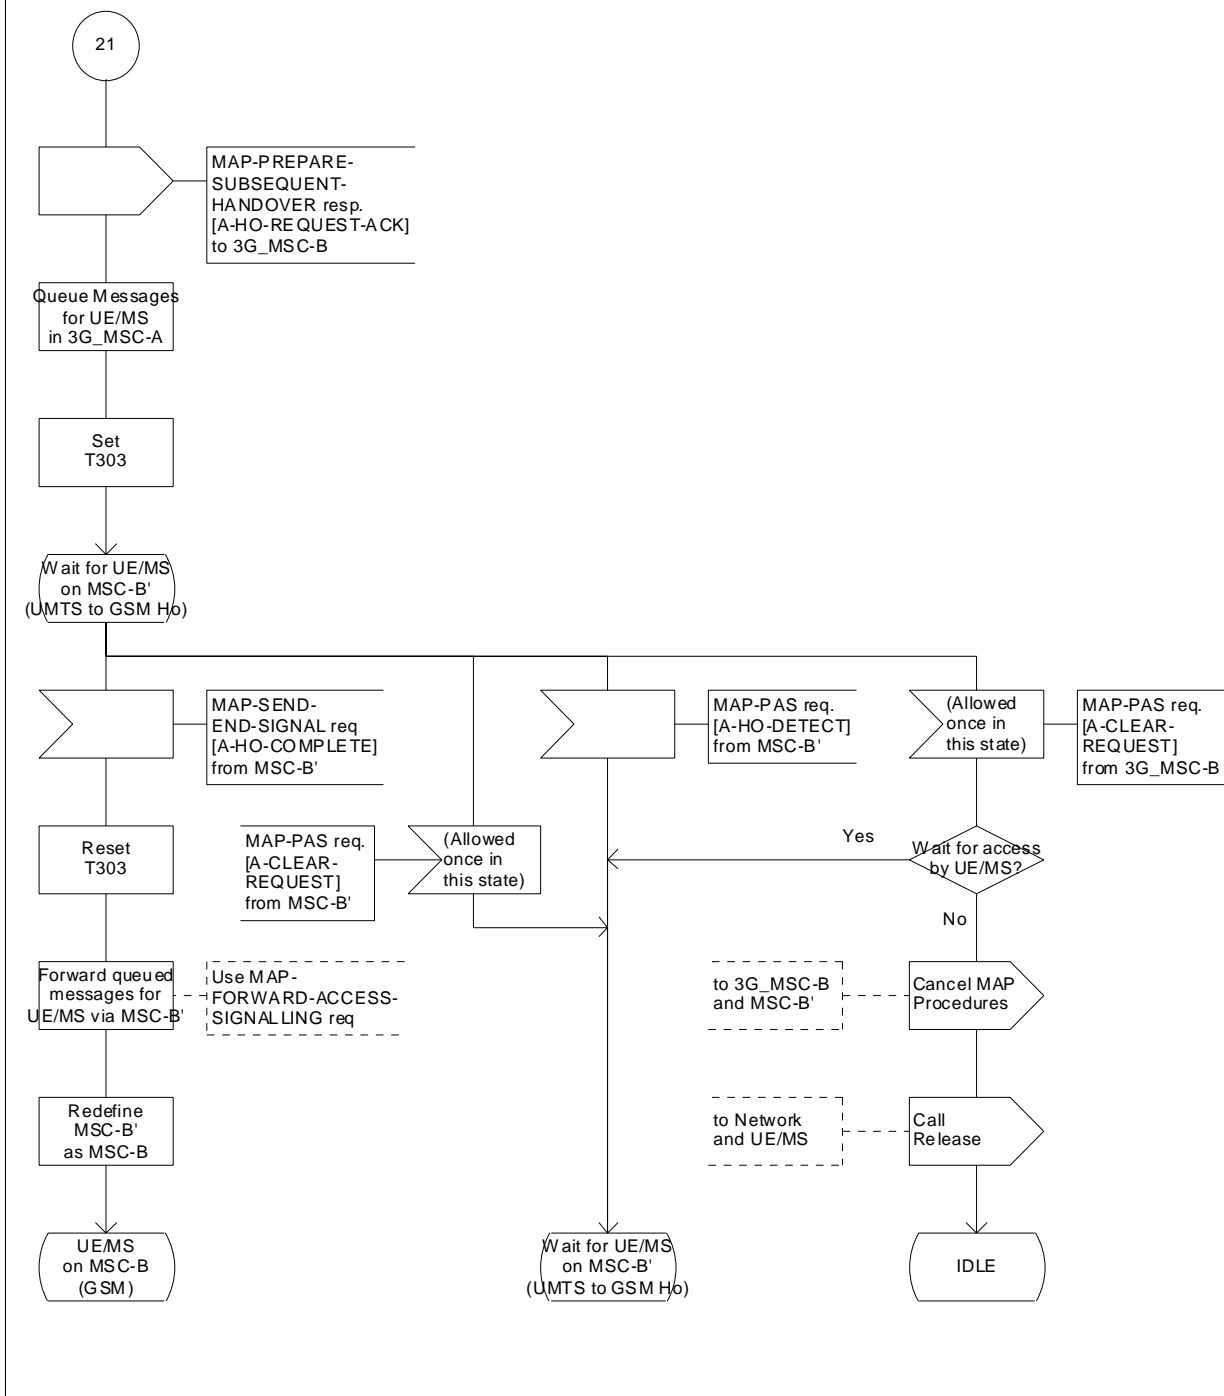 21
MAP-PREPARE-
SUBSEQUENT-
HANDOVER resp.
[A-HO-REQUEST-ACK]
to 3G_MSC-B
Queue Messages
for UE/MS
in 3G_MSC-A
Set
T303
Wait for UE/MS
on MSC-B'
(UMTS to GSM Ho)
MAP-SEND-
END-SIGNAL req
[A-HO-COMPLETE]
from MSC-B'
MAP-PAS req.
[A-HO-DETECT]
from MSC-B'
(Allowed
once in
this state)
MAP-PAS req.
[A-CLEAR-
REQUEST]
from 3G_MSC-B
Reset
T303
MAP-PAS req.
[A-CLEAR-
REQUEST]
from MSC-B'
(Allowed
once in
this state)
Yes
Wait for access
by UE/MS?
No
Forward queued
messages for
UE/MS via MSC-B'
Use MAP-
FORWARD-ACCESS-
SIGNALLING req
to 3G_MSC-B
and MSC-B'
Cancel MAP
Procedures
Redefine
MSC-B'
as MSC-B
to Network
and UE/MS
Call
Release
UE/MS
on MSC-B
(GSM)
Wait for UE/MS
on MSC-B'
(UMTS to GSM Ho)
IDLE